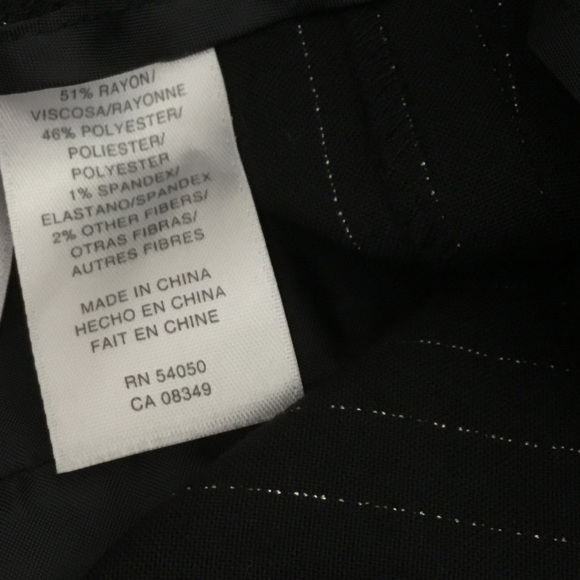 51% RAYON/
VISCOSA/RAYONNE
46% POLYESTER/
POLIESTER/
POLYESTER
1% SPANDEX/
ELASTANO/SPANDEX
2% OTHER FIBERS/
OTRAS FIBRAS/
AUTRES FIBRES
MADE IN CHINA
HECHO EN CHINA
FAIT EN CHINE
RN 54050
CA 08349